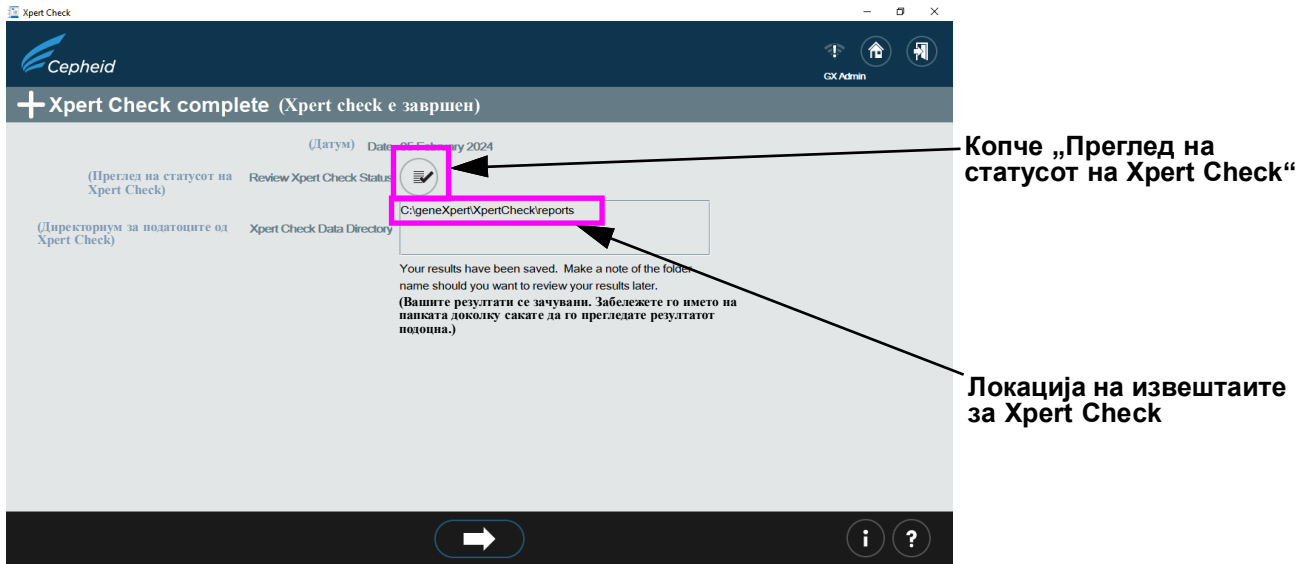 Xpert Check
Cepheid
GX Admin
Xpert Check complete (Xpert check е завршен)
(Датум) Date 05 February 2024
(Преглед на статусот на
Xpert Check)
Review Xpert Check Status
Копче „Преглед на
статусот на Xpert Check“
C:\geneXpert\XpertCheck\reports
(Директориум за податоците од
Xpert Check)
Xpert Check Data Directory
Your results have been saved. Make a note of the folder
name should you want to review your results later.
(Вашите резултати се зачувани. Забележете го името на
папката доколку сакате да го прегледате резултатот
подоцна.)
Локација на извештаите
за Xpert Check
i ?